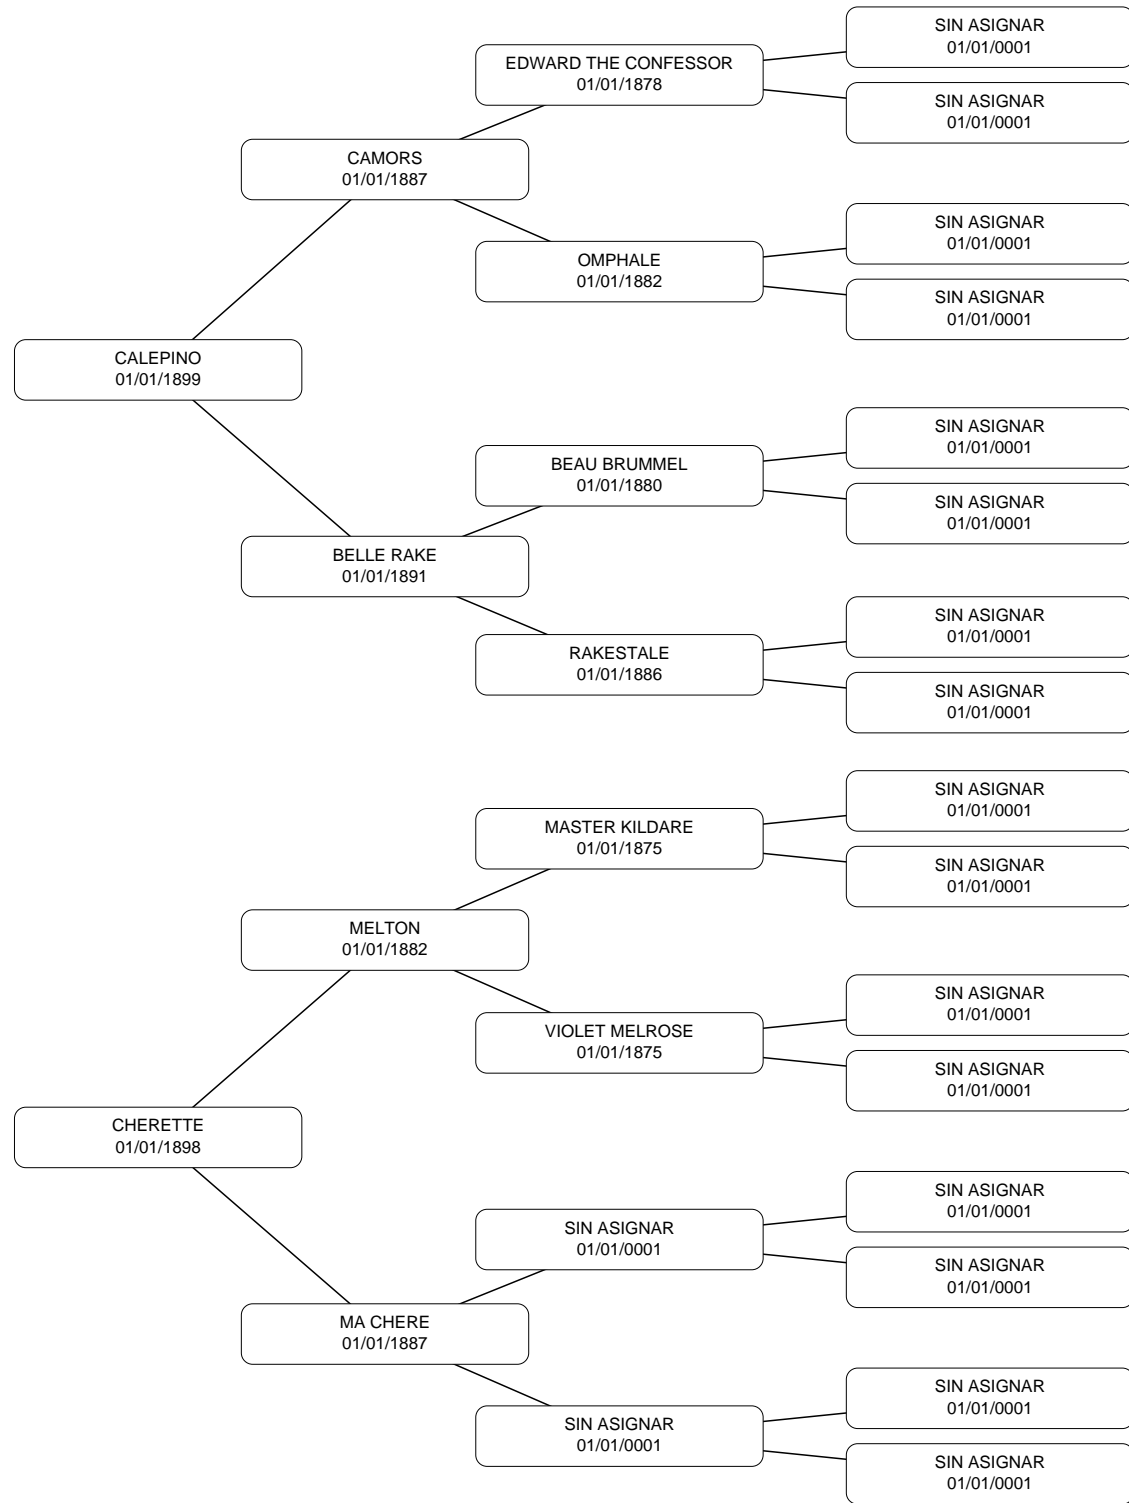 SIN ASIGNAR
01/01/0001
EDWARD THE CONFESSOR
01/01/1878
SIN ASIGNAR
01/01/0001
CAMORS
01/01/1887
SIN ASIGNAR
01/01/0001
OMPHALE
01/01/1882
SIN ASIGNAR
01/01/0001
CALEPINO
01/01/1899
SIN ASIGNAR
01/01/0001
BEAU BRUMMEL
01/01/1880
SIN ASIGNAR
01/01/0001
BELLE RAKE
01/01/1891
SIN ASIGNAR
01/01/0001
RAKESTALE
01/01/1886
SIN ASIGNAR
01/01/0001
SIN ASIGNAR
01/01/0001
MASTER KILDARE
01/01/1875
SIN ASIGNAR
01/01/0001
MELTON
01/01/1882
SIN ASIGNAR
01/01/0001
VIOLET MELROSE
01/01/1875
SIN ASIGNAR
01/01/0001
CHERETTE
01/01/1898
SIN ASIGNAR
01/01/0001
SIN ASIGNAR
01/01/0001
SIN ASIGNAR
01/01/0001
MA CHERE
01/01/1887
SIN ASIGNAR
01/01/0001
SIN ASIGNAR
01/01/0001
SIN ASIGNAR
01/01/0001